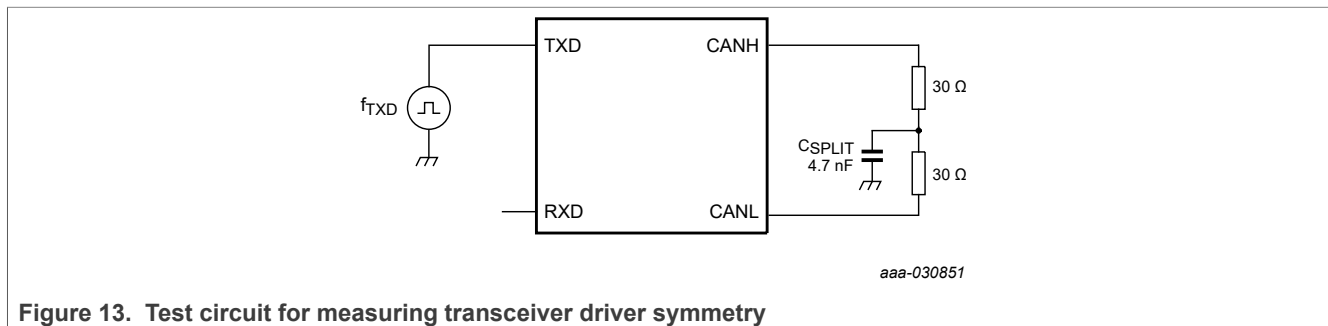 TXD
CANH
30 Ω
fTXD
CSPLIT
4.7 nF
30 Ω
RXD
CANL
aaa-030851
Figure 13. Test circuit for measuring transceiver driver symmetry